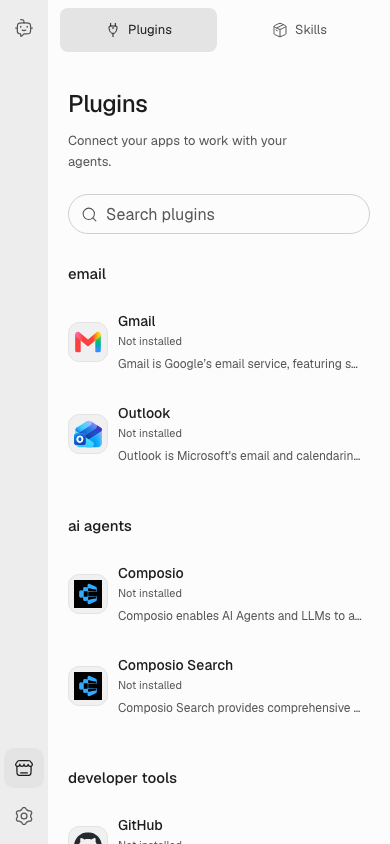 Plugins
Skills
Plugins
Connect your apps to work with your
agents.
Search plugins
email
Gmail
Not installed
Gmail is Google's email service, featuring s…
Outlook
Not installed
Outlook is Microsoft's email and calendarin…
ai agents
Composio
Not installed
Composio enables AI Agents and LLMs to a…
Composio Search
Not installed
Composio Search provides comprehensive …
developer tools
GitHub
Not installed